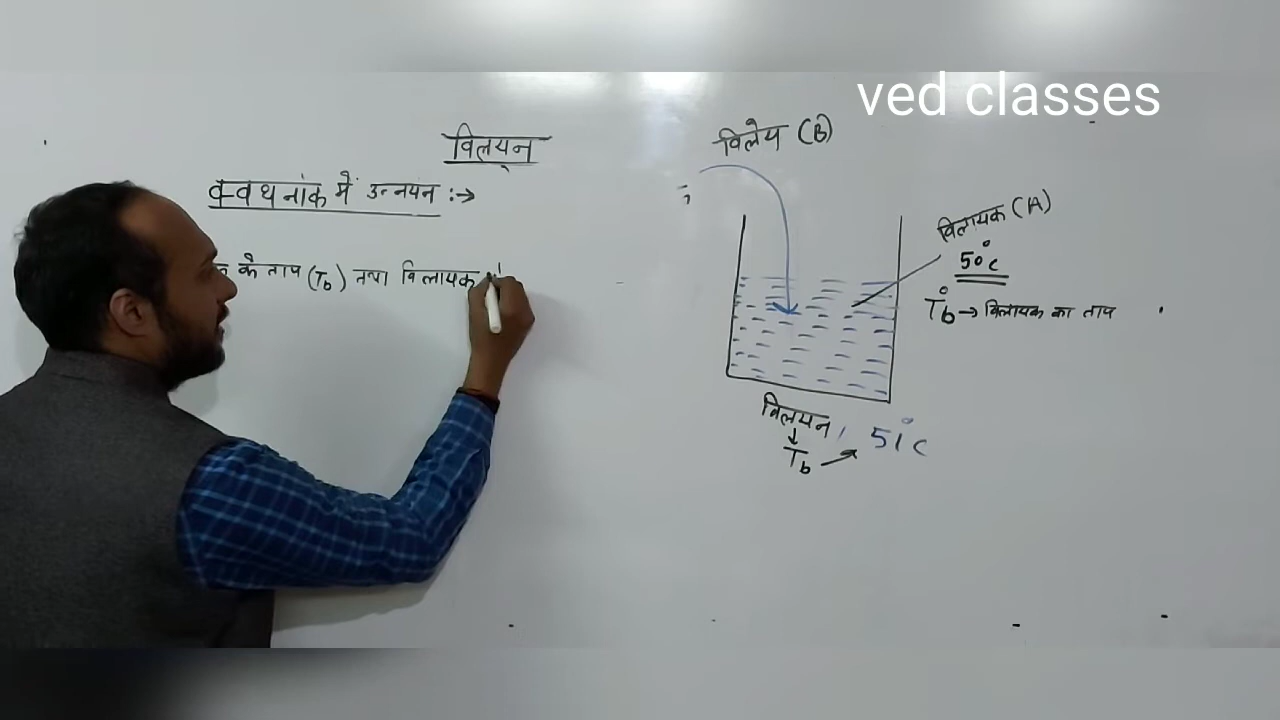 ved classes
विलयन
क्वथनांक में उन्नयन :→
के ताप (Tb) तथा विलायक
विलेय (B)
विलायक (A)
50°c
T°b → विलायक का ताप
विलयन
↓
Tb → 51°c